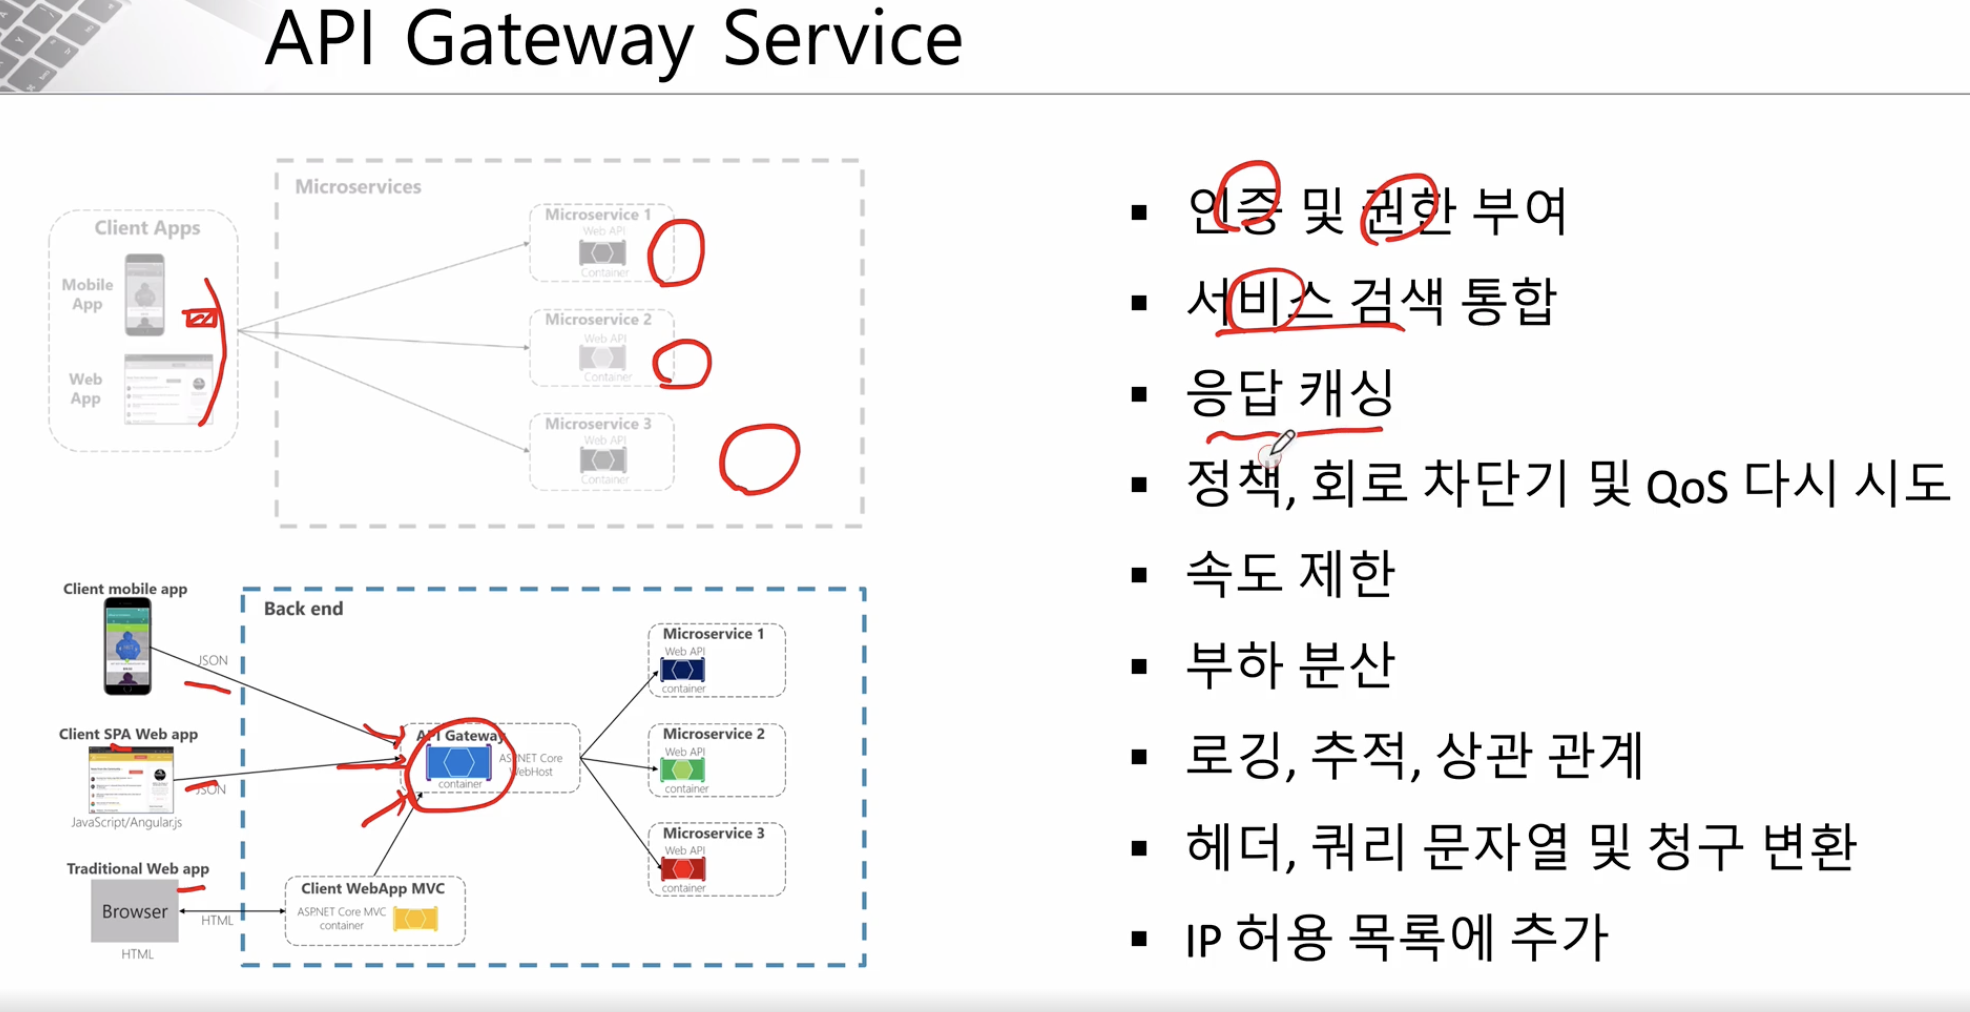 API Gateway Service
Microservices
Client Apps
Mobile
App
Web
App
Microservice 1
Web API
Container
Microservice 2
Web API
Container
Microservice 3
Web API
Container
Client mobile app
JSON
Client SPA Web app
JSON
JavaScript/Angular.js
Traditional Web app
Browser
HTML
HTML
Back end
API Gateway
ASP.NET Core
WebHost
container
Client WebApp MVC
ASP.NET Core MVC
container
Microservice 1
Web API
container
Microservice 2
Web API
container
Microservice 3
Web API
container
▪ 인증 및 권한 부여
▪ 서비스 검색 통합
▪ 응답 캐싱
▪ 정책, 회로 차단기 및 QoS 다시 시도
▪ 속도 제한
▪ 부하 분산
▪ 로깅, 추적, 상관 관계
▪ 헤더, 쿼리 문자열 및 청구 변환
▪ IP 허용 목록에 추가